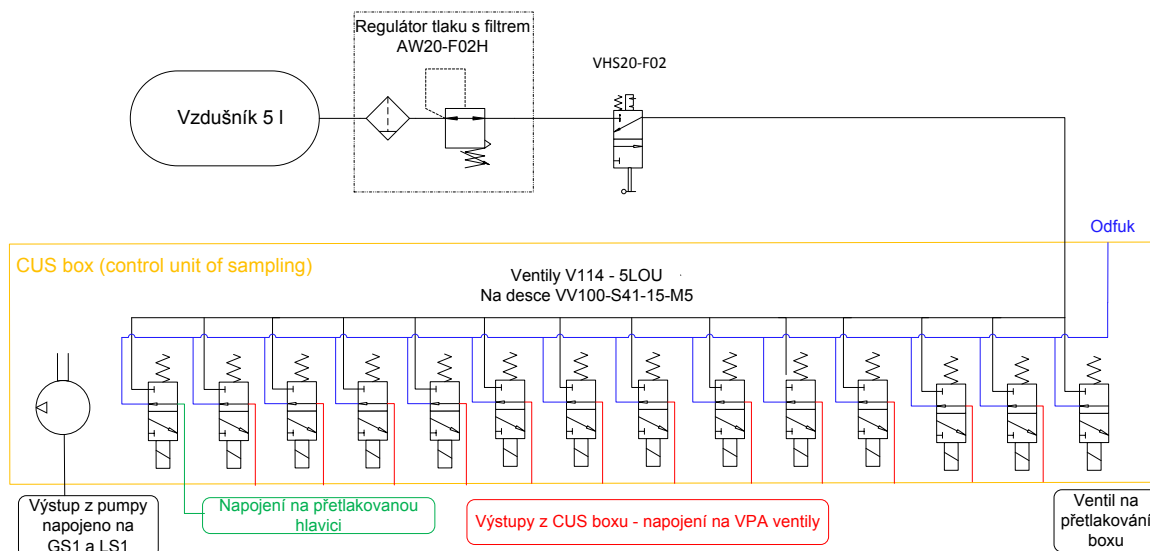 Regulátor tlaku s filtrem
AW20-F02H
VHS20-F02
Vzdušník 5 l
Odfuk
CUS box (control unit of sampling)
Ventily V114 - 5LOU
Na desce VV100-S41-15-M5
Výstup z pumpy
napojeno na
GS1 a LS1
Napojení na přetlakovanou
hlavici
Výstupy z CUS boxu - napojení na VPA ventily
Ventil na
přetlakování
boxu